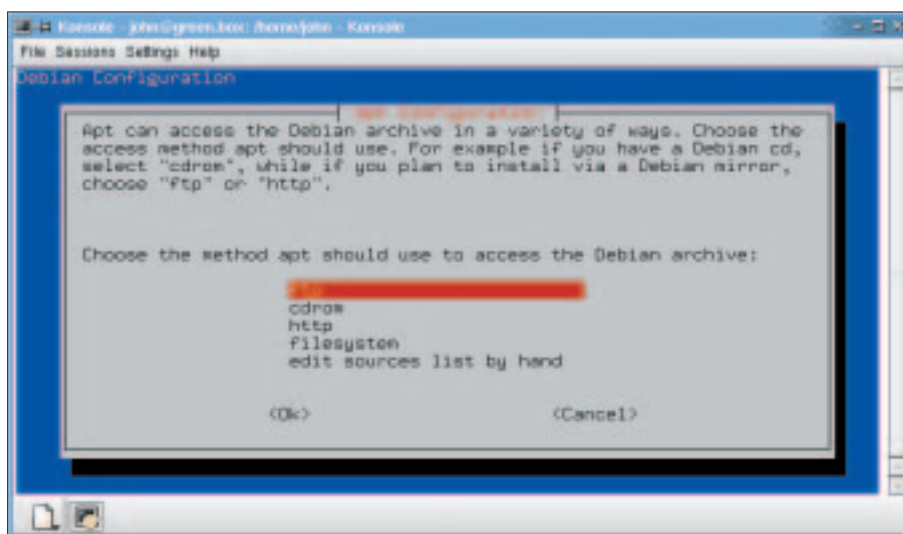 Konsole - john@green.box: /home/john - Konsole
File Sessions Settings Help
Debian Configuration
Apt Configuration
Apt can access the Debian archive in a variety of ways. Choose the
access method apt should use. For example if you have a Debian cd,
select "cdrom", while if you plan to install via a Debian mirror,
choose "ftp" or "http".
Choose the method apt should use to access the Debian archive:
ftp
cdrom
http
filesystem
edit sources list by hand
<Ok>
<Cancel>